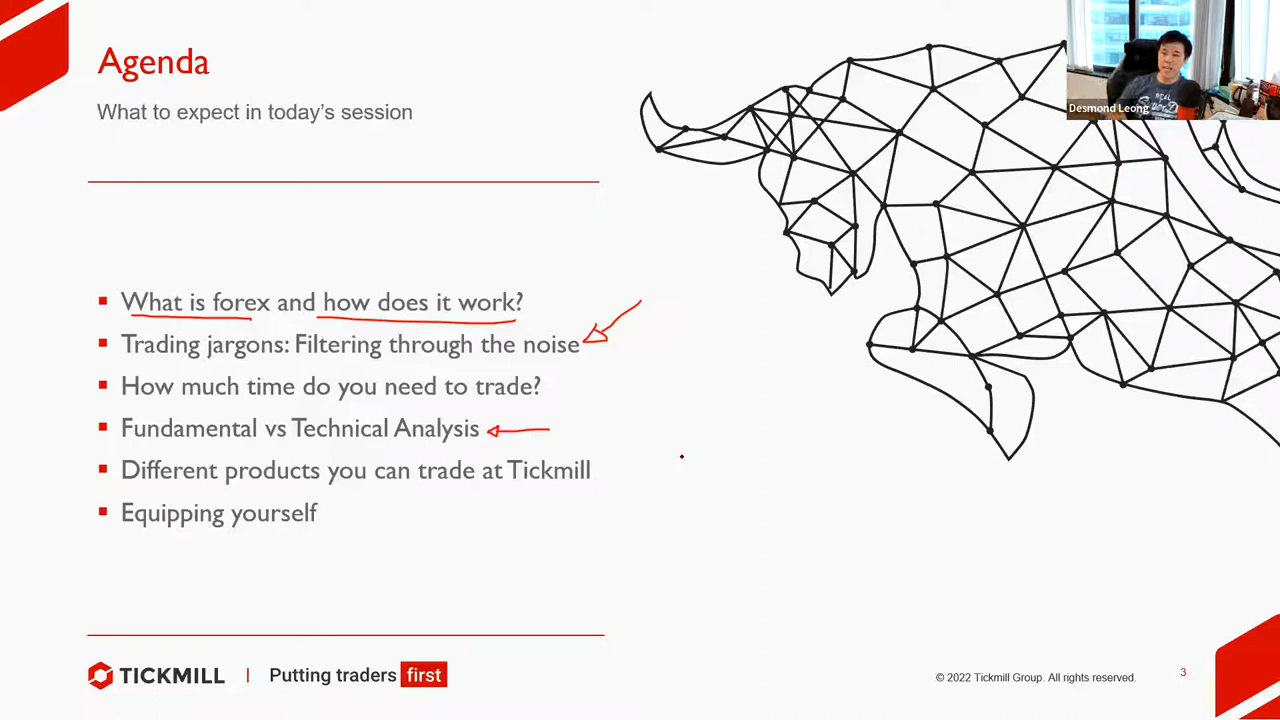 Agenda
What to expect in today's session
Desmond Leong
What is forex and how does it work?
Trading jargons: Filtering through the noise
How much time do you need to trade?
Fundamental vs Technical Analysis
Different products you can trade at Tickmill
Equipping yourself
TICKMILL | Putting traders first
© 2022 Tickmill Group. All rights reserved.
3